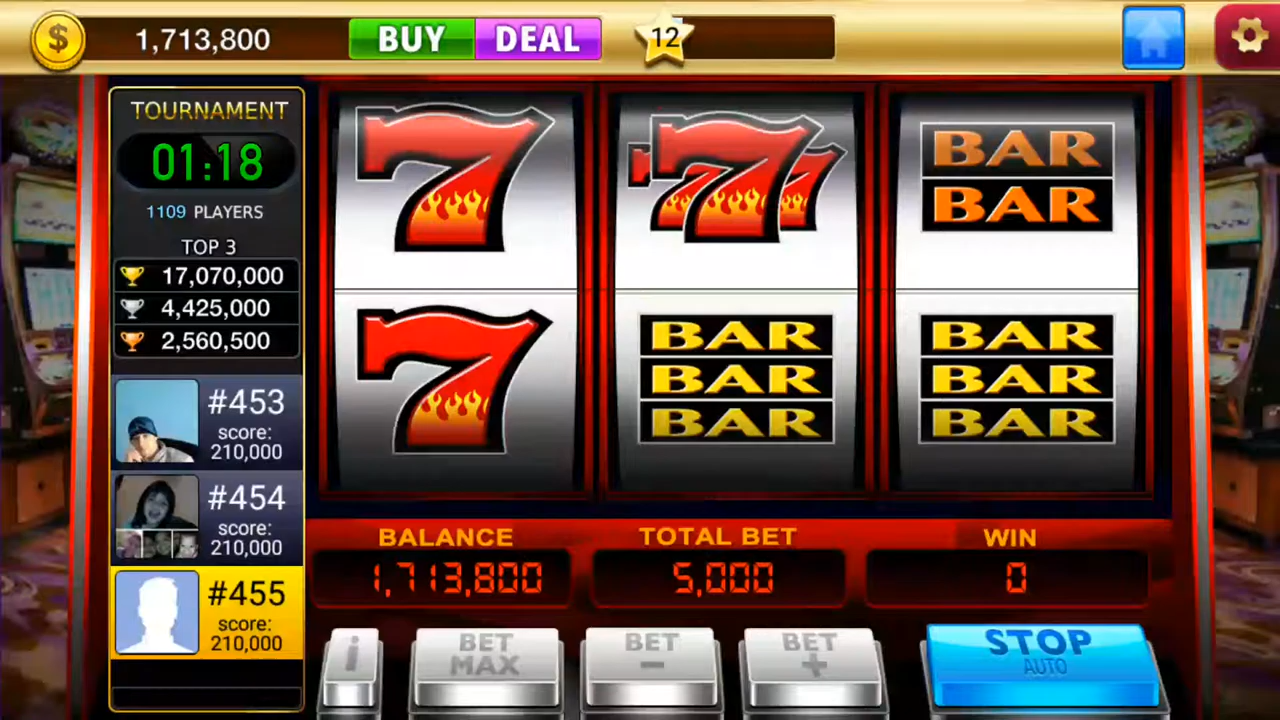 1,713,800
BUY
DEAL
12
TOURNAMENT
01:18
1109 PLAYERS
TOP 3
17,070,000
4,425,000
2,560,500
#453
score:
210,000
#454
score:
210,000
#455
score:
210,000
7
777
BAR
BAR
7
BAR
BAR
BAR
BAR
BAR
BAR
BALANCE
TOTAL BET
WIN
1,713,800
5,000
0
i
BET
MAX
BET
-
BET
+
STOP
AUTO